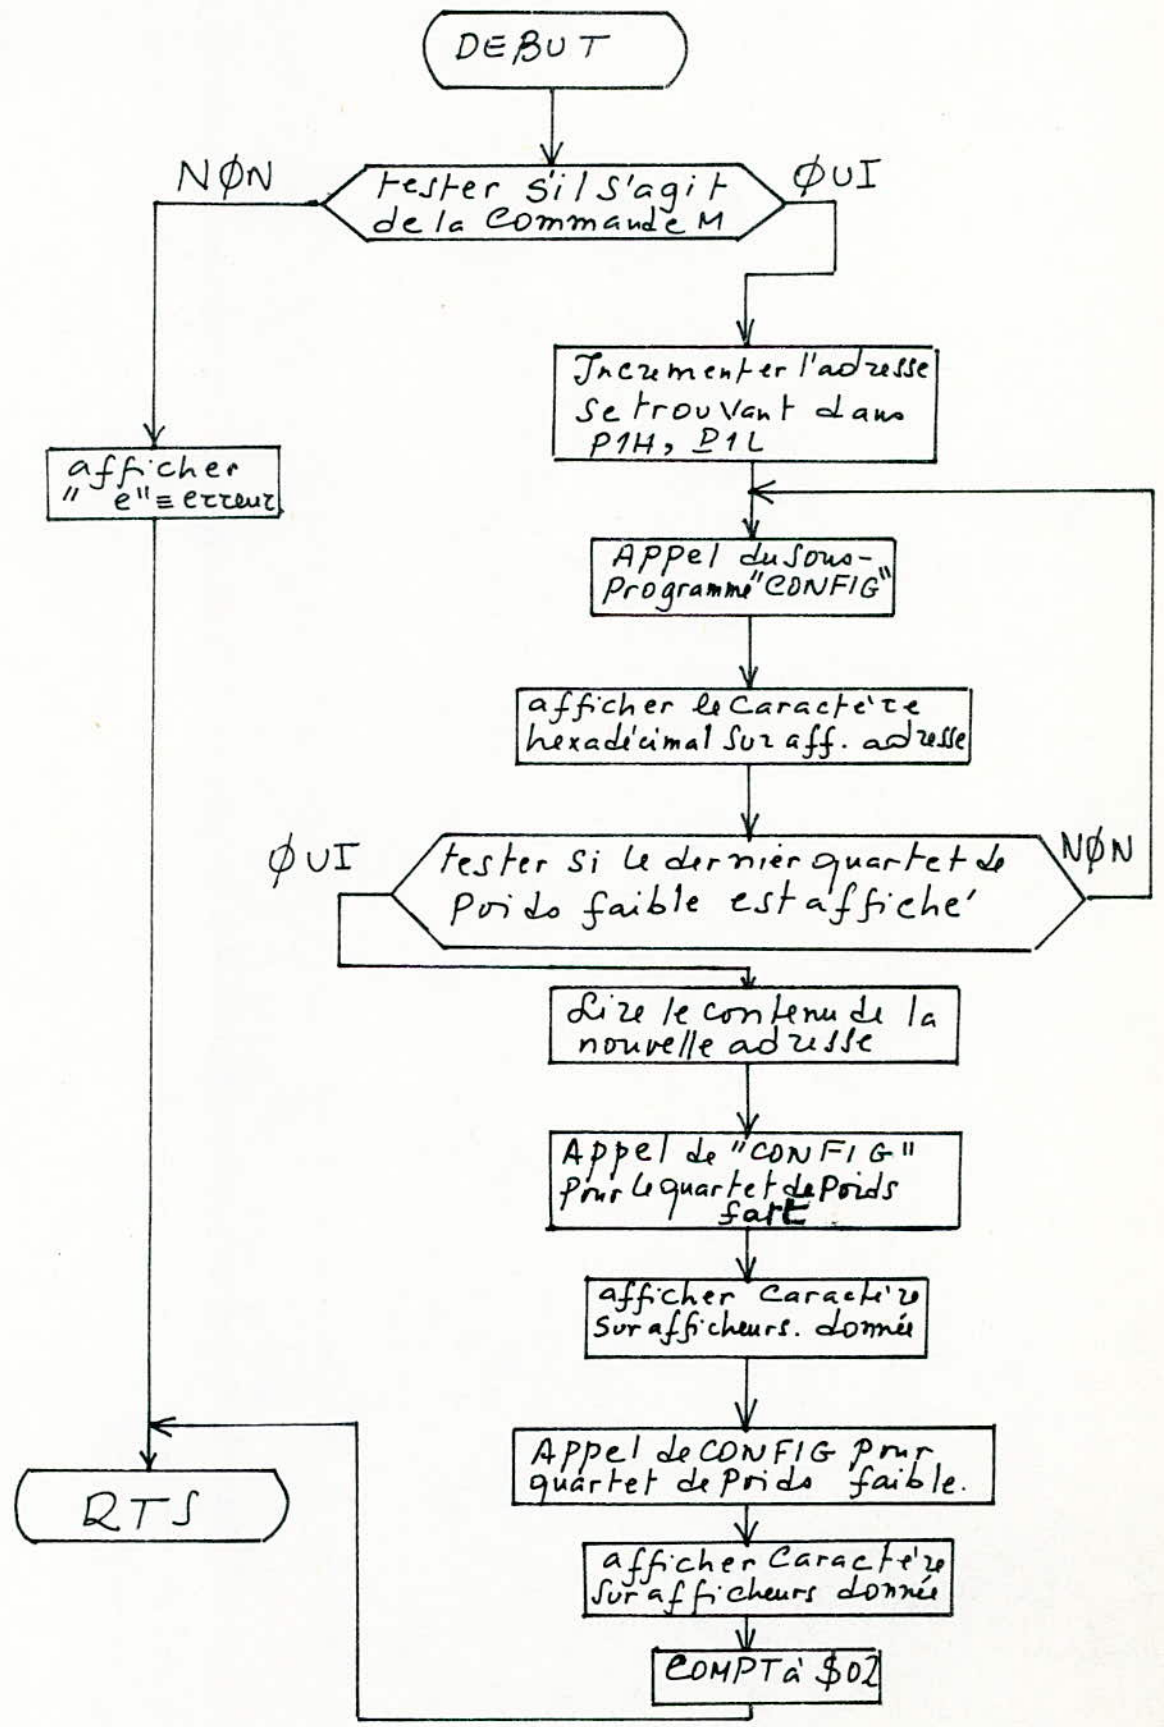 DEBUT
NØN
ØUI
tester s'il s'agit
de la Commande M
Incrementer l'adresse
se trouvant dans
P1H, P1L
afficher
" e" ≡ erreur
APPel du Sous-
Programme "CONFIG"
afficher le Caractère
hexadécimal sur aff. adresse
ØUI
NØN
tester si le dernier quartet de
Poids faible est affiché
Lire le contenu de la
nouvelle adresse
APPel de "CONFIG"
Pour le quartet de Poids
fort
afficher Caractère
Sur afficheurs. donnée
APPel de CONFIG Pour
quartet de Poids faible.
RTS
afficher Caractère
Sur afficheurs donnée
COMPT à $02